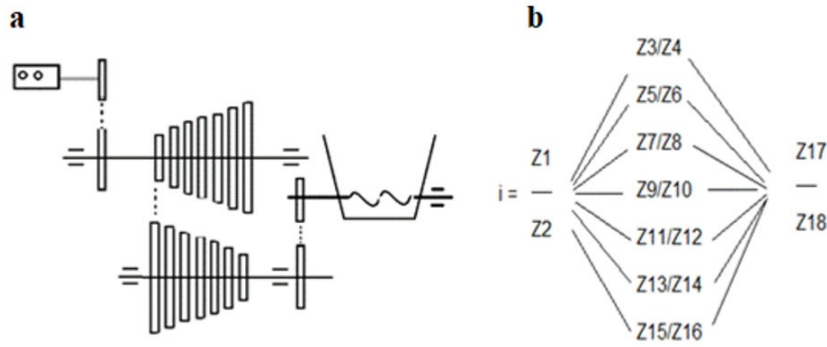 a
b
Z3/Z4
Z5/Z6
Z7/Z8
Z1
Z17
i =
Z9/Z10
Z2
Z18
Z11/Z12
Z13/Z14
Z15/Z16